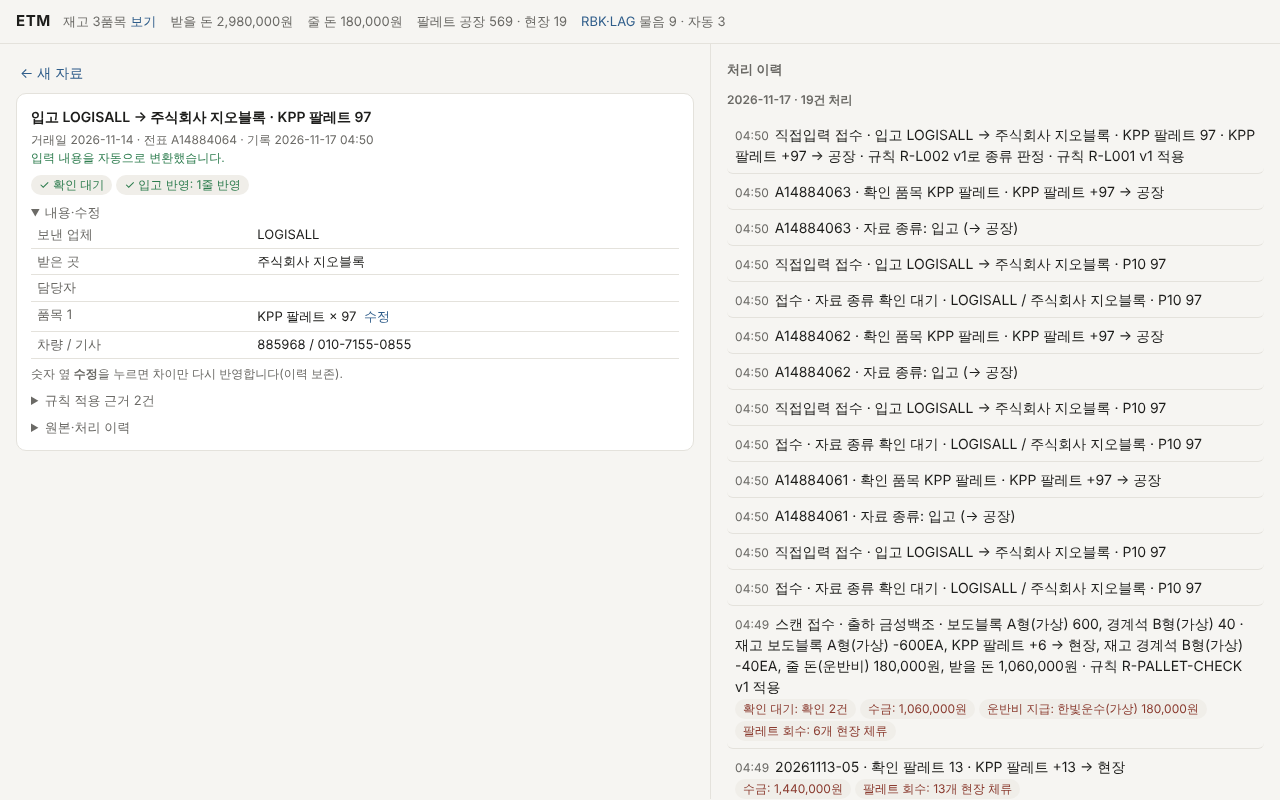 ETM 재고 3품목 보기 받을 돈 2,980,000원 줄 돈 180,000원 팔레트 공장 569 · 현장 19 RBK·LAG 물음 9 · 자동 3
← 새 자료
입고 LOGISALL → 주식회사 지오블록 · KPP 팔레트 97
거래일 2026-11-14 · 전표 A14884064 · 기록 2026-11-17 04:50
입력 내용을 자동으로 변환했습니다.
✓ 확인 대기 ✓ 입고 반영: 1줄 반영
▼ 내용·수정
보낸 업체 LOGISALL
받은 곳 주식회사 지오블록
담당자
품목 1 KPP 팔레트 × 97 수정
차량 / 기사 885968 / 010-7155-0855
숫자 옆 수정을 누르면 차이만 다시 반영합니다(이력 보존).
▶ 규칙 적용 근거 2건
▶ 원본·처리 이력
처리 이력
2026-11-17 · 19건 처리
04:50 직접입력 접수 · 입고 LOGISALL → 주식회사 지오블록 · KPP 팔레트 97 · KPP
팔레트 +97 → 공장 · 규칙 R-L002 v1로 종류 판정 · 규칙 R-L001 v1 적용
04:50 A14884063 · 확인 품목 KPP 팔레트 · KPP 팔레트 +97 → 공장
04:50 A14884063 · 자료 종류: 입고 (→ 공장)
04:50 직접입력 접수 · 입고 LOGISALL → 주식회사 지오블록 · P10 97
04:50 접수 · 자료 종류 확인 대기 · LOGISALL / 주식회사 지오블록 · P10 97
04:50 A14884062 · 확인 품목 KPP 팔레트 · KPP 팔레트 +97 → 공장
04:50 A14884062 · 자료 종류: 입고 (→ 공장)
04:50 직접입력 접수 · 입고 LOGISALL → 주식회사 지오블록 · P10 97
04:50 접수 · 자료 종류 확인 대기 · LOGISALL / 주식회사 지오블록 · P10 97
04:50 A14884061 · 확인 품목 KPP 팔레트 · KPP 팔레트 +97 → 공장
04:50 A14884061 · 자료 종류: 입고 (→ 공장)
04:50 직접입력 접수 · 입고 LOGISALL → 주식회사 지오블록 · P10 97
04:50 접수 · 자료 종류 확인 대기 · LOGISALL / 주식회사 지오블록 · P10 97
04:49 스캔 접수 · 출하 금성백조 · 보도블록 A형(가상) 600, 경계석 B형(가상) 40 ·
재고 보도블록 A형(가상) -600EA, KPP 팔레트 +6 → 현장, 재고 경계석 B형(가상)
-40EA, 줄 돈(운반비) 180,000원, 받을 돈 1,060,000원 · 규칙 R-PALLET-CHECK
v1 적용
확인 대기: 확인 2건 수금: 1,060,000원 운반비 지급: 한빛운수(가상) 180,000원
팔레트 회수: 6개 현장 체류
04:49 20261113-05 · 확인 팔레트 13 · KPP 팔레트 +13 → 현장
수금: 1,440,000원 팔레트 회수: 13개 현장 체류